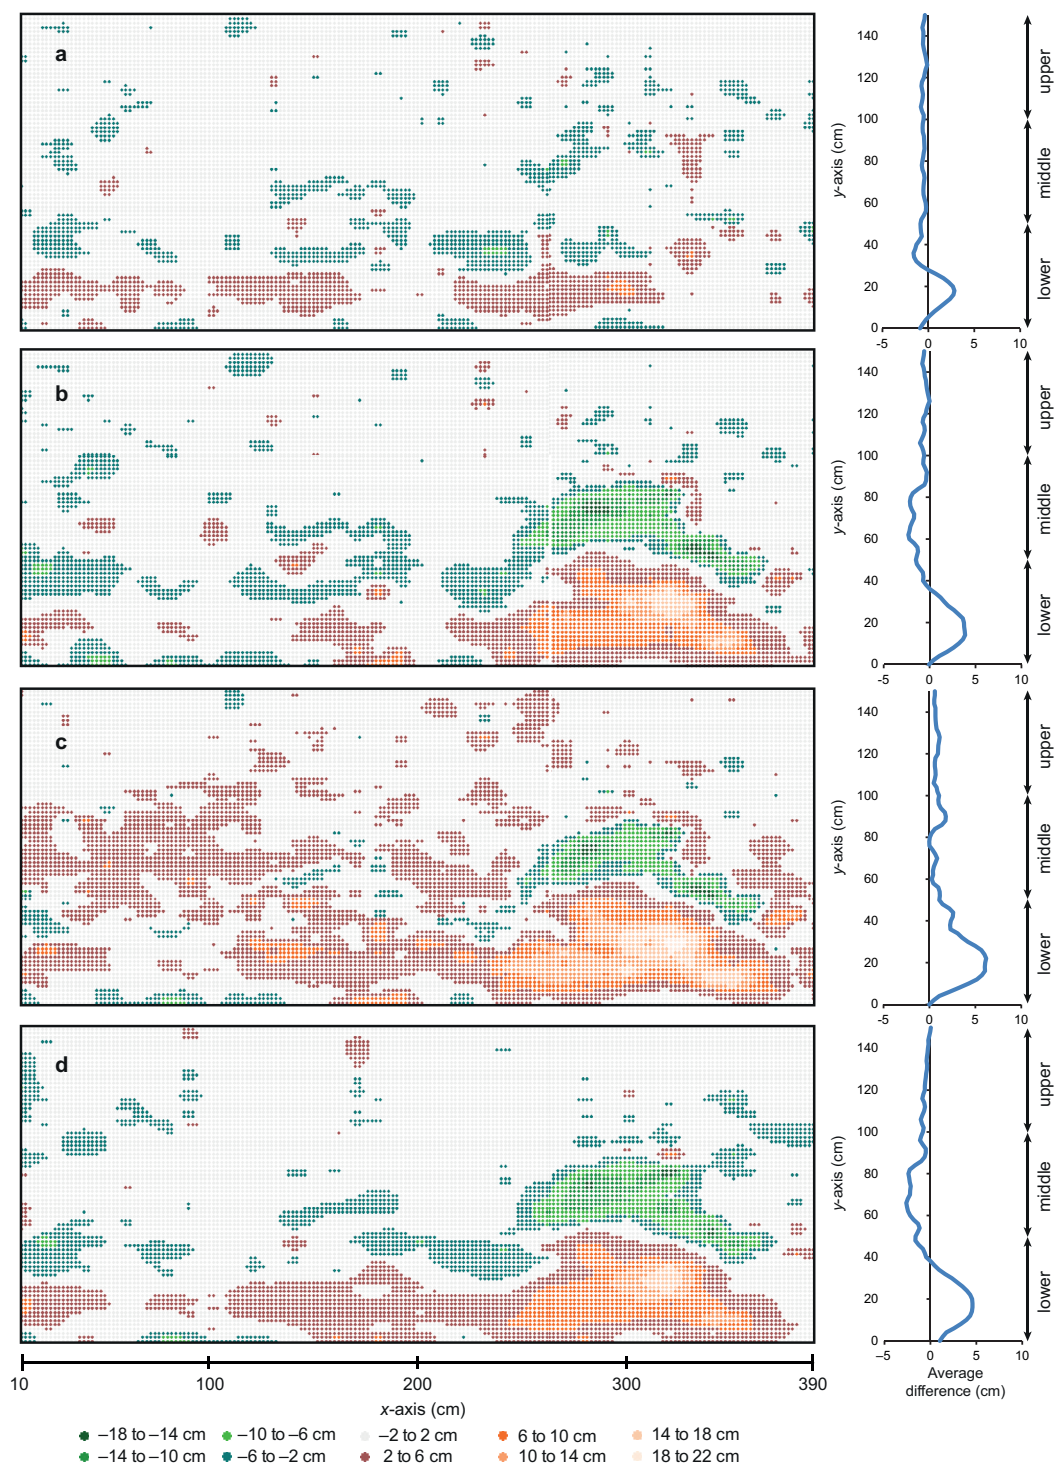 a
140
120
100
80
60
40
20
0
-5
0
5
10
y-axis (cm)
upper
middle
lower
b
140
120
100
80
60
40
20
0
-5
0
5
10
y-axis (cm)
upper
middle
lower
c
140
120
100
80
60
40
20
0
-5
0
5
10
y-axis (cm)
upper
middle
lower
d
140
120
100
80
60
40
20
0
–5
0
5
10
y-axis (cm)
upper
middle
lower
Average
difference (cm)
10
100
200
300
390
x-axis (cm)
–18 to –14 cm
–10 to –6 cm
–2 to 2 cm
6 to 10 cm
14 to 18 cm
–14 to –10 cm
–6 to –2 cm
2 to 6 cm
10 to 14 cm
18 to 22 cm